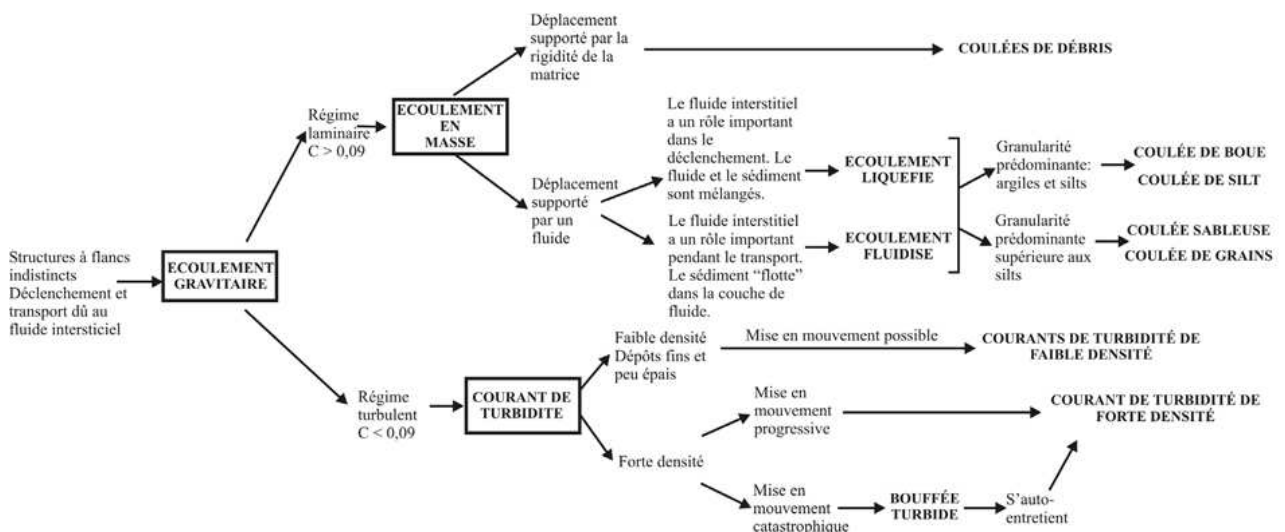 Déplacement
supporté par la
rigidité de la
matrice
COULÉES DE DÉBRIS
Régime
laminaire
C > 0,09
ECOULEMENT
EN
MASSE
Le fluide interstitiel
a un rôle important
dans le
déclenchement. Le
fluide et le sédiment
sont mélangés.
ECOULEMENT
LIQUEFIE
Granularité
prédominante:
argiles et silts
COULÉE DE BOUE
COULÉE DE SILT
Déplacement
supporté
par un
fluide
Le fluide interstitiel
a un rôle important
pendant le transport.
Le sédiment “flotte”
dans la couche de
fluide.
ECOULEMENT
FLUIDISE
Granularité
prédominante
supérieure aux
silts
COULÉE SABLEUSE
COULÉE DE GRAINS
Structures à flancs
indistincts
Déclenchement et
transport dû au
fluide intersticiel
ECOULEMENT
GRAVITAIRE
Faible densité
Dépôts fins et
peu épais
Mise en mouvement possible
COURANTS DE TURBIDITÉ DE
FAIBLE DENSITÉ
Régime
turbulent
C < 0,09
COURANT DE
TURBIDITE
Mise en
mouvement
progressive
COURANT DE TURBIDITÉ DE
FORTE DENSITÉ
Forte densité
Mise en
mouvement
catastrophique
BOUFFÉE
TURBIDE
S’auto-
entretient